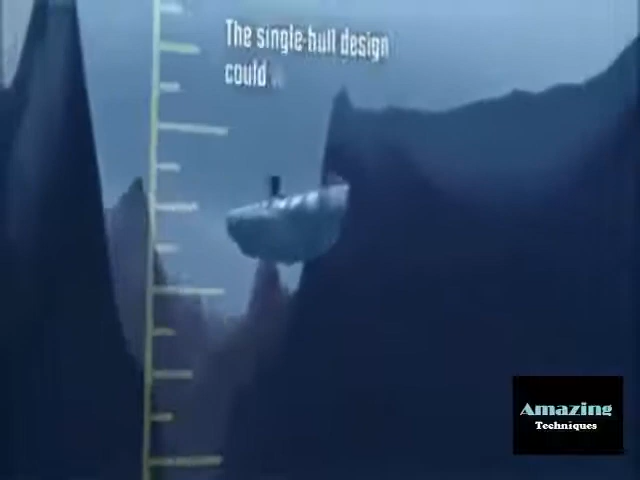 The single-hull design
could
Amazing
Techniques